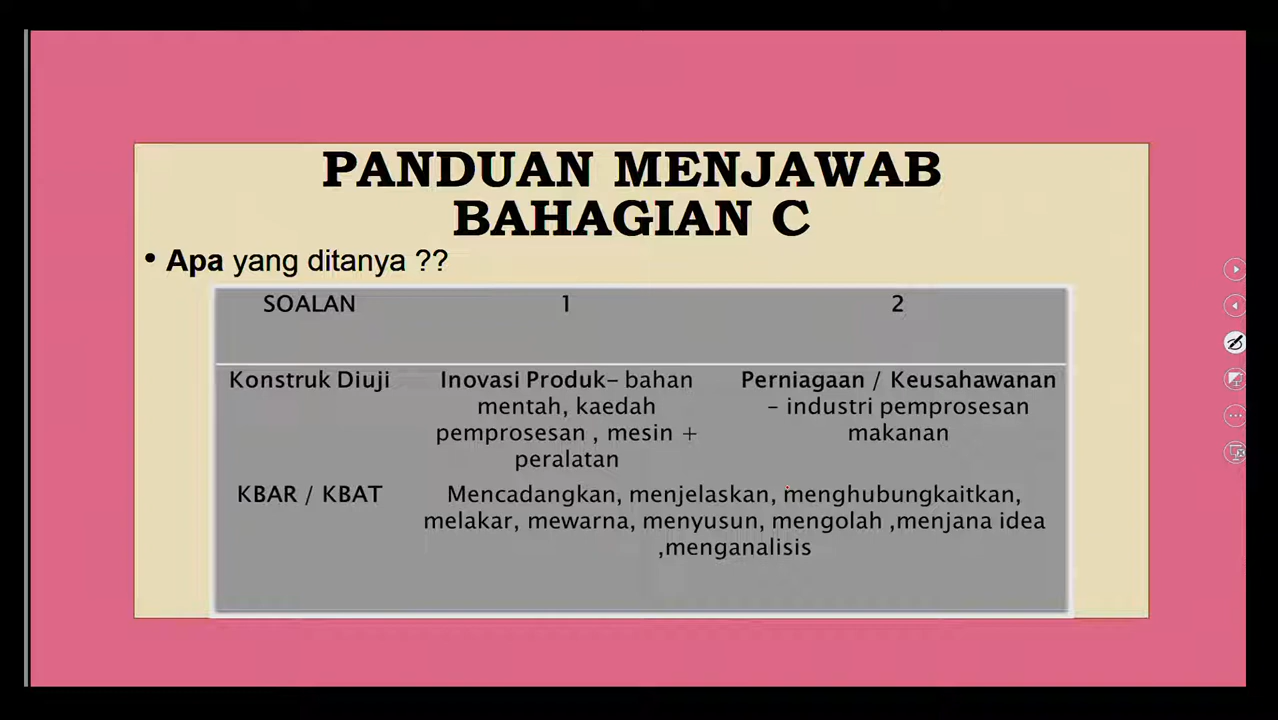 PANDUAN MENJAWAB
BAHAGIAN C
• Apa yang ditanya ??
SOALAN 1 2
Konstruk Diuji Inovasi Produk- bahan Perniagaan / Keusahawanan
mentah, kaedah - industri pemprosesan
pemprosesan , mesin + makanan
peralatan
KBAR / KBAT Mencadangkan, menjelaskan, menghubungkaitkan,
melakar, mewarna, menyusun, mengolah ,menjana idea
,menganalisis